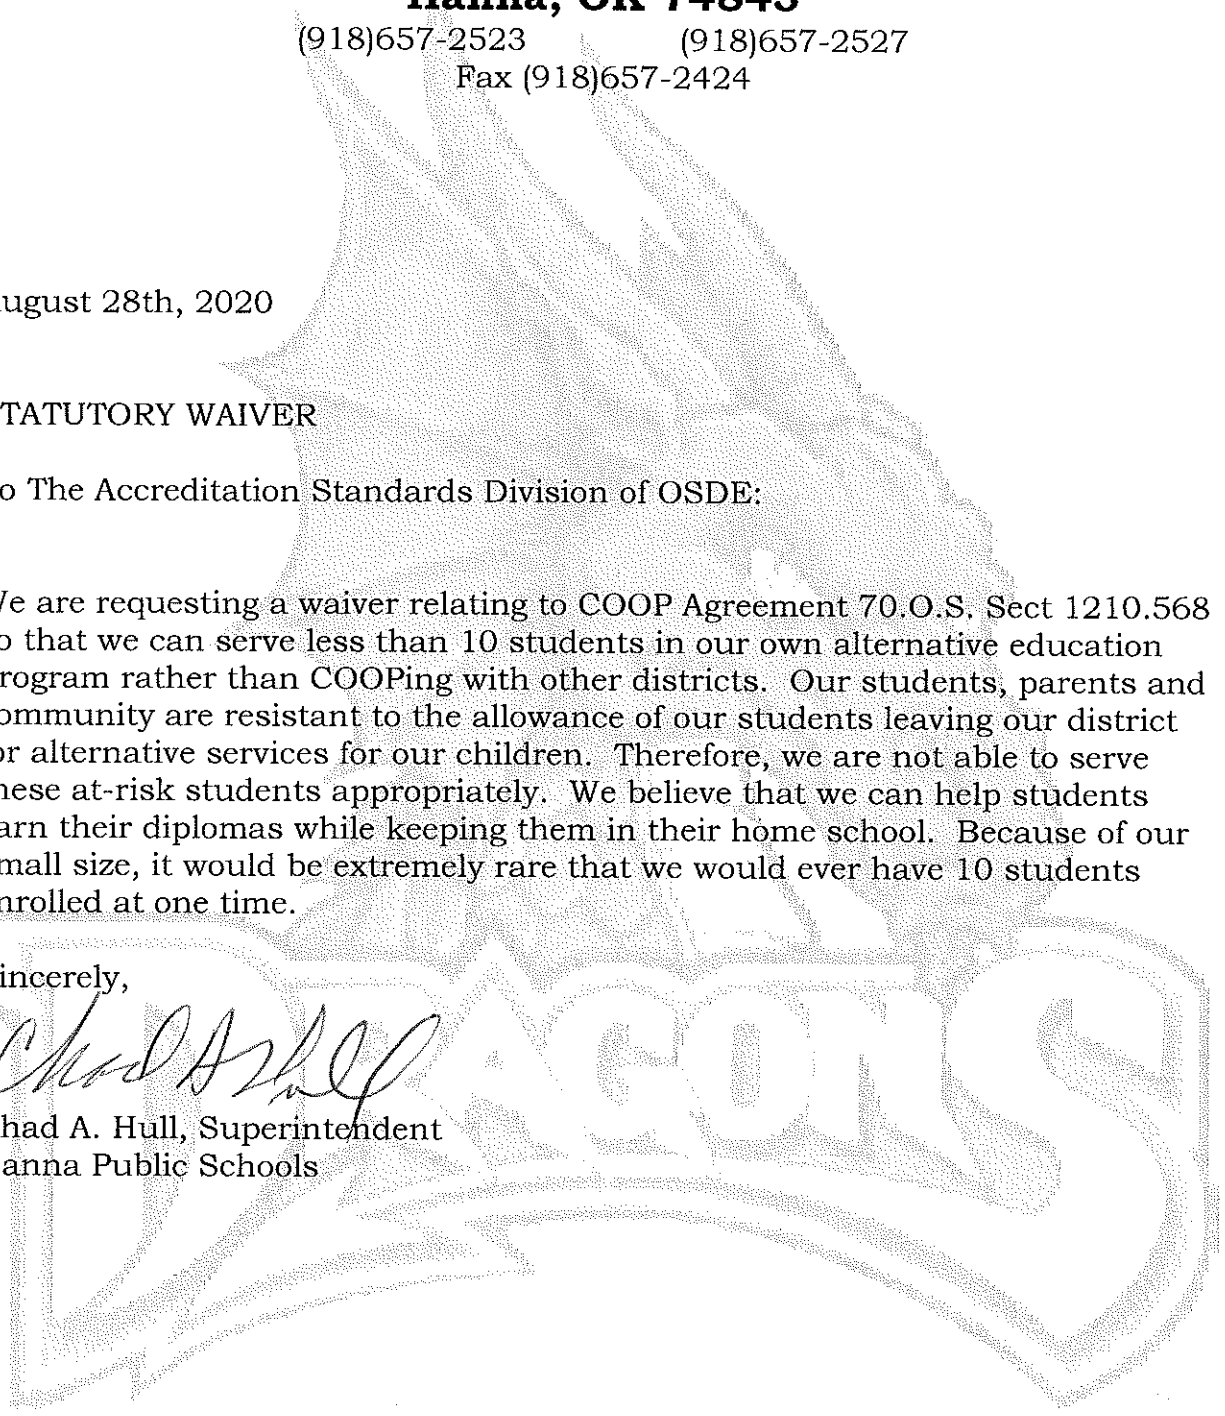 Hanna, OK 74845
(918)657-2523 (918)657-2527
Fax (918)657-2424
ugust 28th, 2020
TATUTORY WAIVER
o The Accreditation Standards Division of OSDE:
e are requesting a waiver relating to COOP Agreement 70.O.S. Sect 1210.568
o that we can serve less than 10 students in our own alternative education
rogram rather than COOPing with other districts. Our students, parents and
ommunity are resistant to the allowance of our students leaving our district
or alternative services for our children. Therefore, we are not able to serve
hese at-risk students appropriately. We believe that we can help students
arn their diplomas while keeping them in their home school. Because of our
mall size, it would be extremely rare that we would ever have 10 students
nrolled at one time.
incerely,
Chad A Hull
had A. Hull, Superintendent
anna Public Schools
DRAGONS